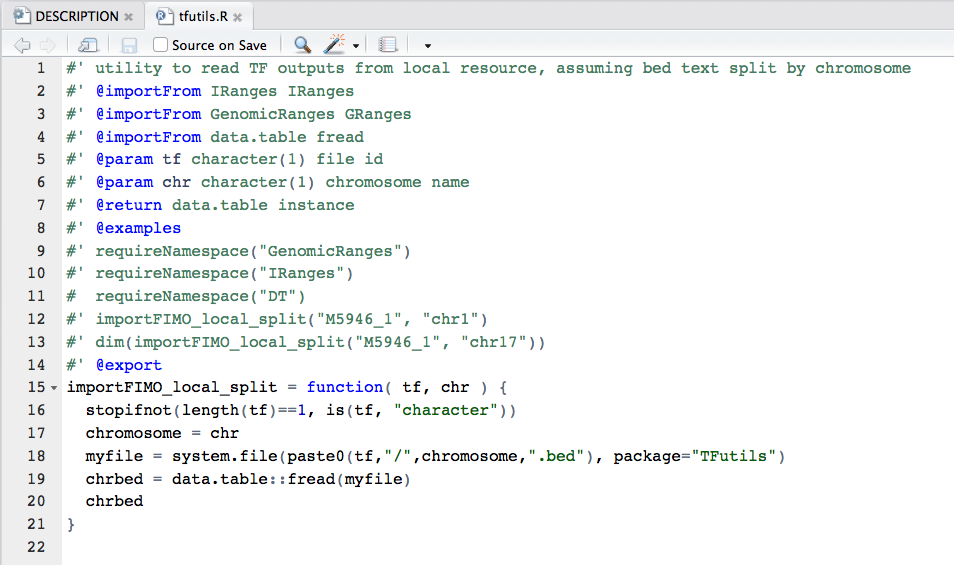 DESCRIPTION
tfutils.R
Source on Save
1 #' utility to read TF outputs from local resource, assuming bed text split by chromosome
2 #' @importFrom IRanges IRanges
3 #' @importFrom GenomicRanges GRanges
4 #' @importFrom data.table fread
5 #' @param tf character(1) file id
6 #' @param chr character(1) chromosome name
7 #' @return data.table instance
8 #' @examples
9 #' requireNamespace("GenomicRanges")
10 #' requireNamespace("IRanges")
11 #  requireNamespace("DT")
12 #' importFIMO_local_split("M5946_1", "chr1")
13 #' dim(importFIMO_local_split("M5946_1", "chr17"))
14 #' @export
15 importFIMO_local_split = function( tf, chr ) {
16   stopifnot(length(tf)==1, is(tf, "character"))
17   chromosome = chr
18   myfile = system.file(paste0(tf,"/",chromosome,".bed"), package="TFutils")
19   chrbed = data.table::fread(myfile)
20   chrbed
21 }
22